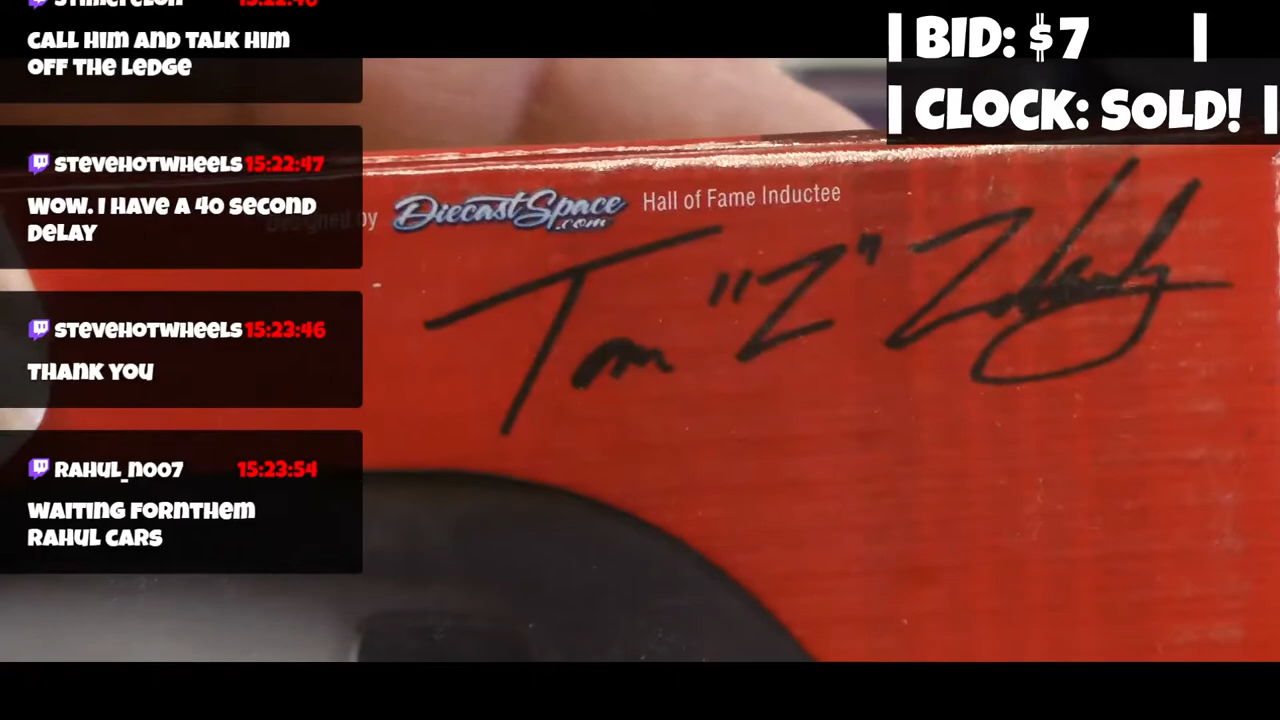 CALL HIM AND TALK HIM
OFF THE LEDGE
STEVEHOTWHEELS 15:22:47
WOW. I HAVE A 40 SECOND
DELAY
STEVEHOTWHEELS 15:23:46
THANK YOU
RAHUL_N007 15:23:54
WAITING FORNTHEM
RAHUL CARS
| BID: $7 |
| CLOCK: SOLD! |
Designed by DiecastSpace.com Hall of Fame Inductee
Tom "Z"